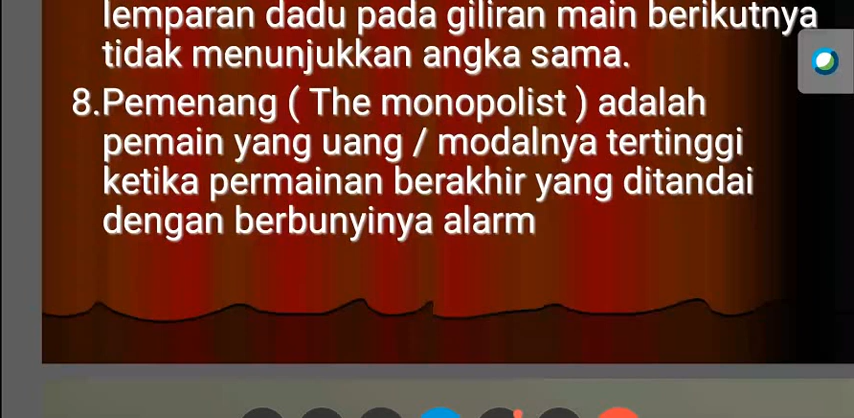 lemparan dadu pada giliran main berikutnya
tidak menunjukkan angka sama.
8.Pemenang ( The monopolist ) adalah
pemain yang uang / modalnya tertinggi
ketika permainan berakhir yang ditandai
dengan berbunyinya alarm